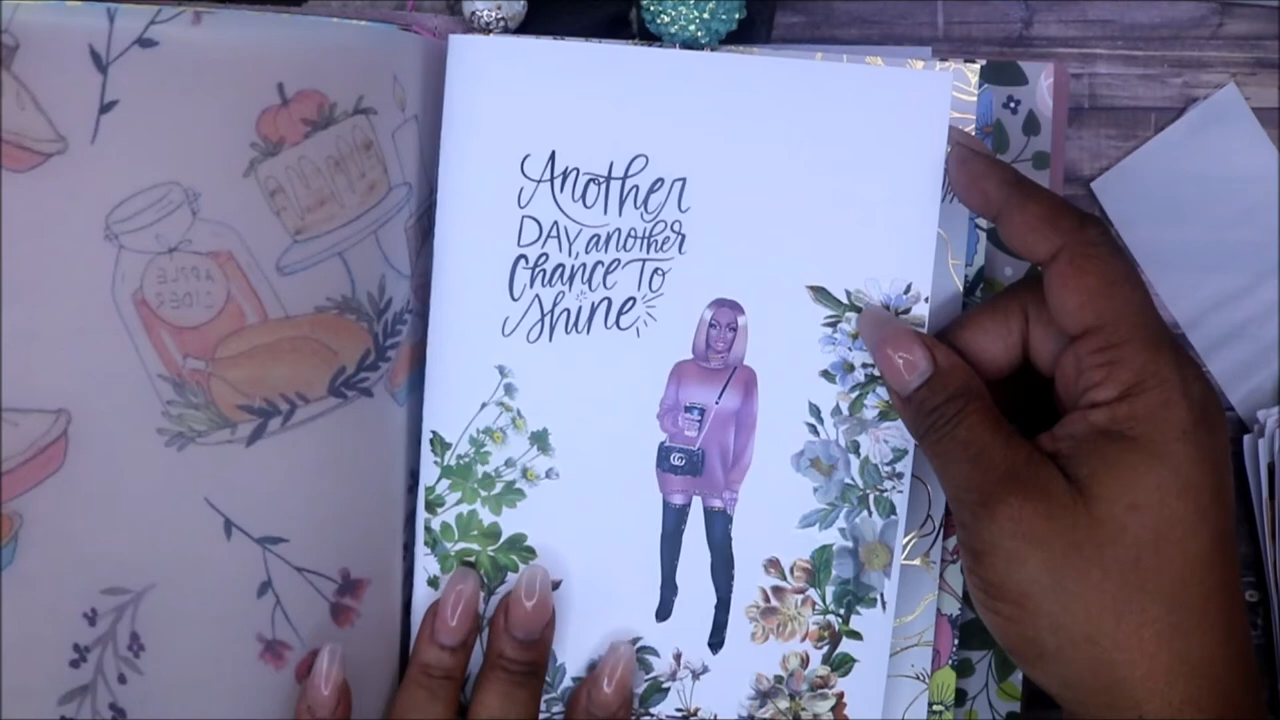 Another
DAY, another
Chance To
Shine
APPLE
CIDER